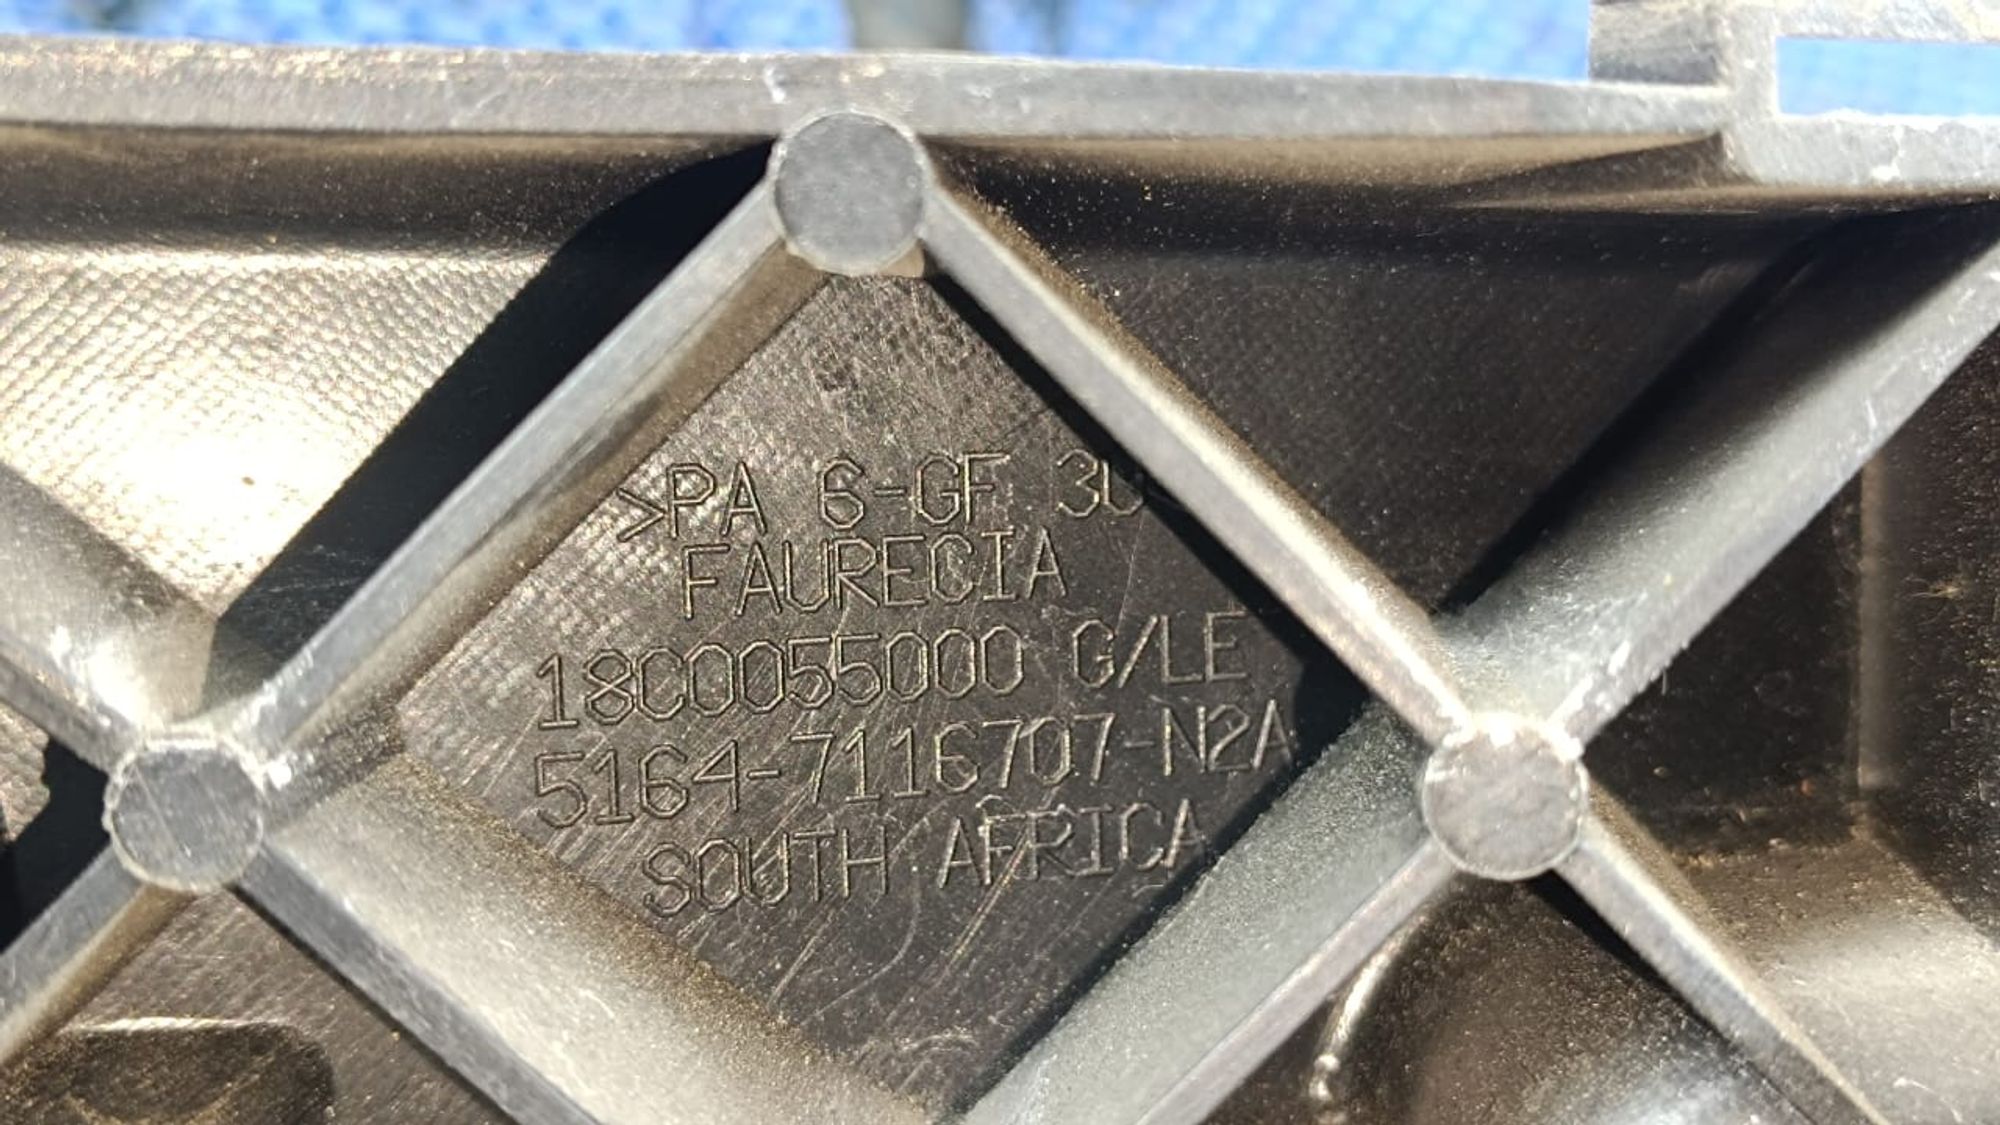 >PA 6-GF 30<
FAURECIA
18C0055000 G/LE
5164-7116707-N2A
SOUTH AFRICA